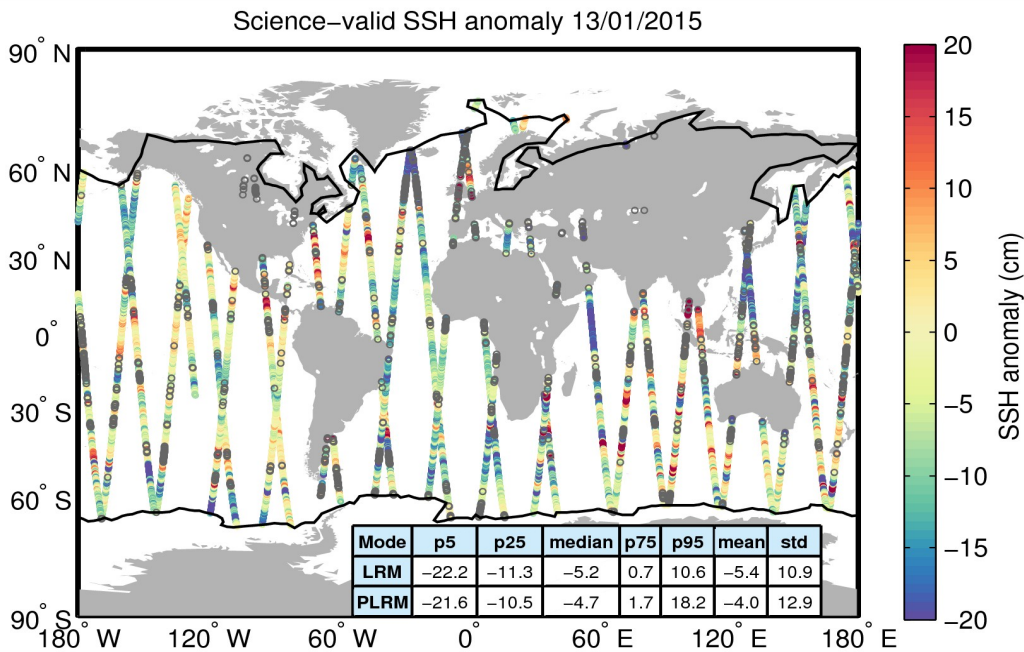 Science−valid SSH anomaly 13/01/2015
90° N
60° N
30° N
0°
30° S
60° S
90° S
180° W
120° W
60° W
0°
60° E
120° E
180° E
Mode p5 p25 median p75 p95 mean std
LRM −22.2 −11.3 −5.2 0.7 10.6 −5.4 10.9
PLRM −21.6 −10.5 −4.7 1.7 18.2 −4.0 12.9
20
15
10
5
0
−5
−10
−15
−20
SSH anomaly (cm)